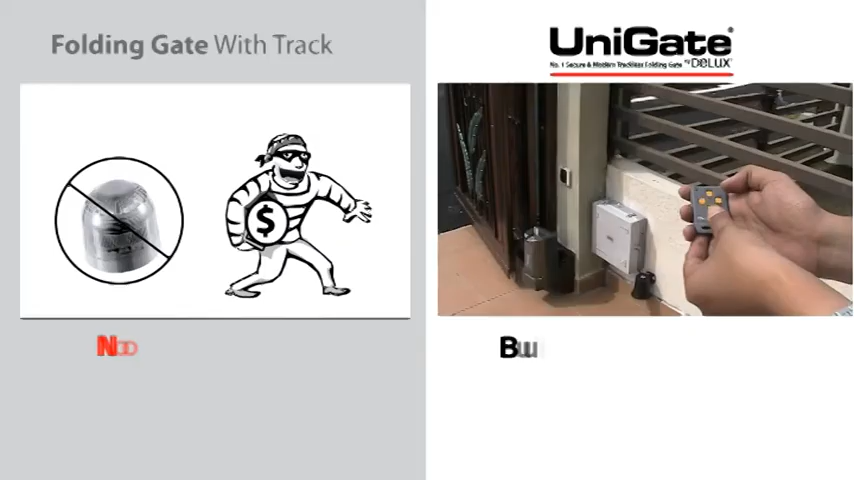 Folding Gate With Track
UniGate®
No. 1 Secure & Modern Trackless Folding Gate by DELUX
$